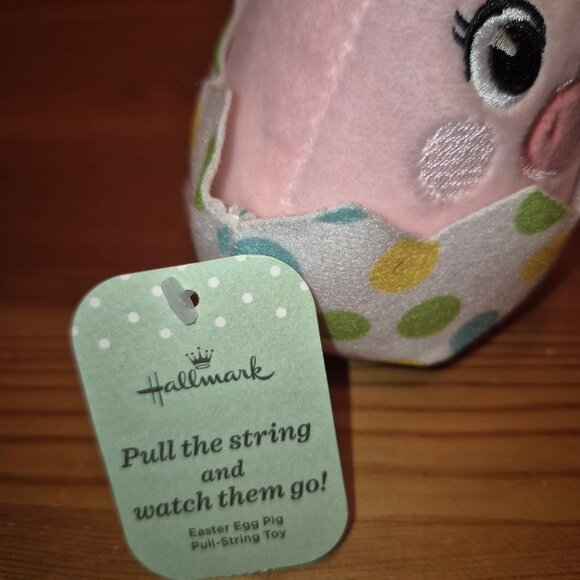 Hallmark
Pull the string
and
watch them go!
Easter Egg Pig
Pull-String Toy